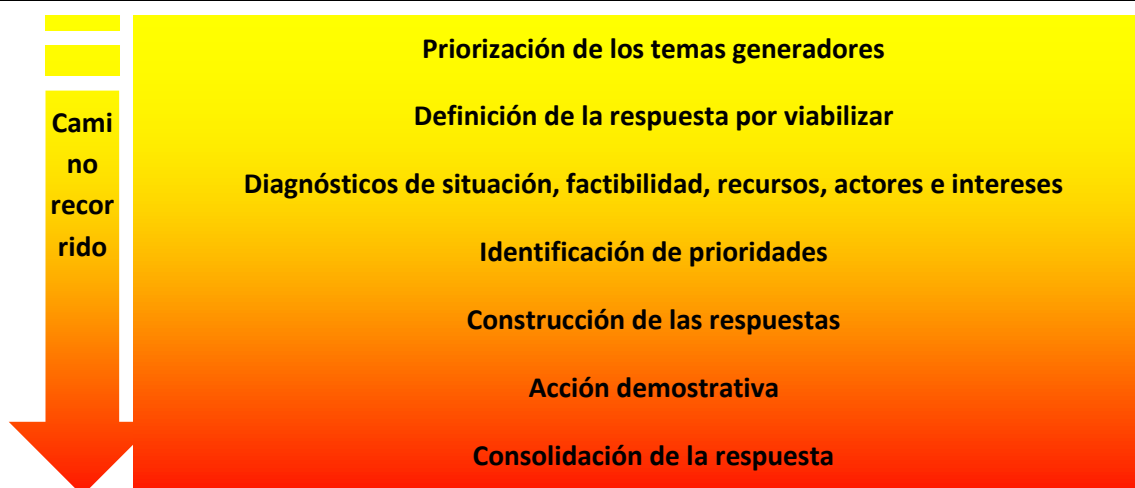 Priorización de los temas generadores
Definición de la respuesta por viabilizar
Diagnósticos de situación, factibilidad, recursos, actores e intereses
Identificación de prioridades
Construcción de las respuestas
Acción demostrativa
Consolidación de la respuesta
Cami
no
recor
rido